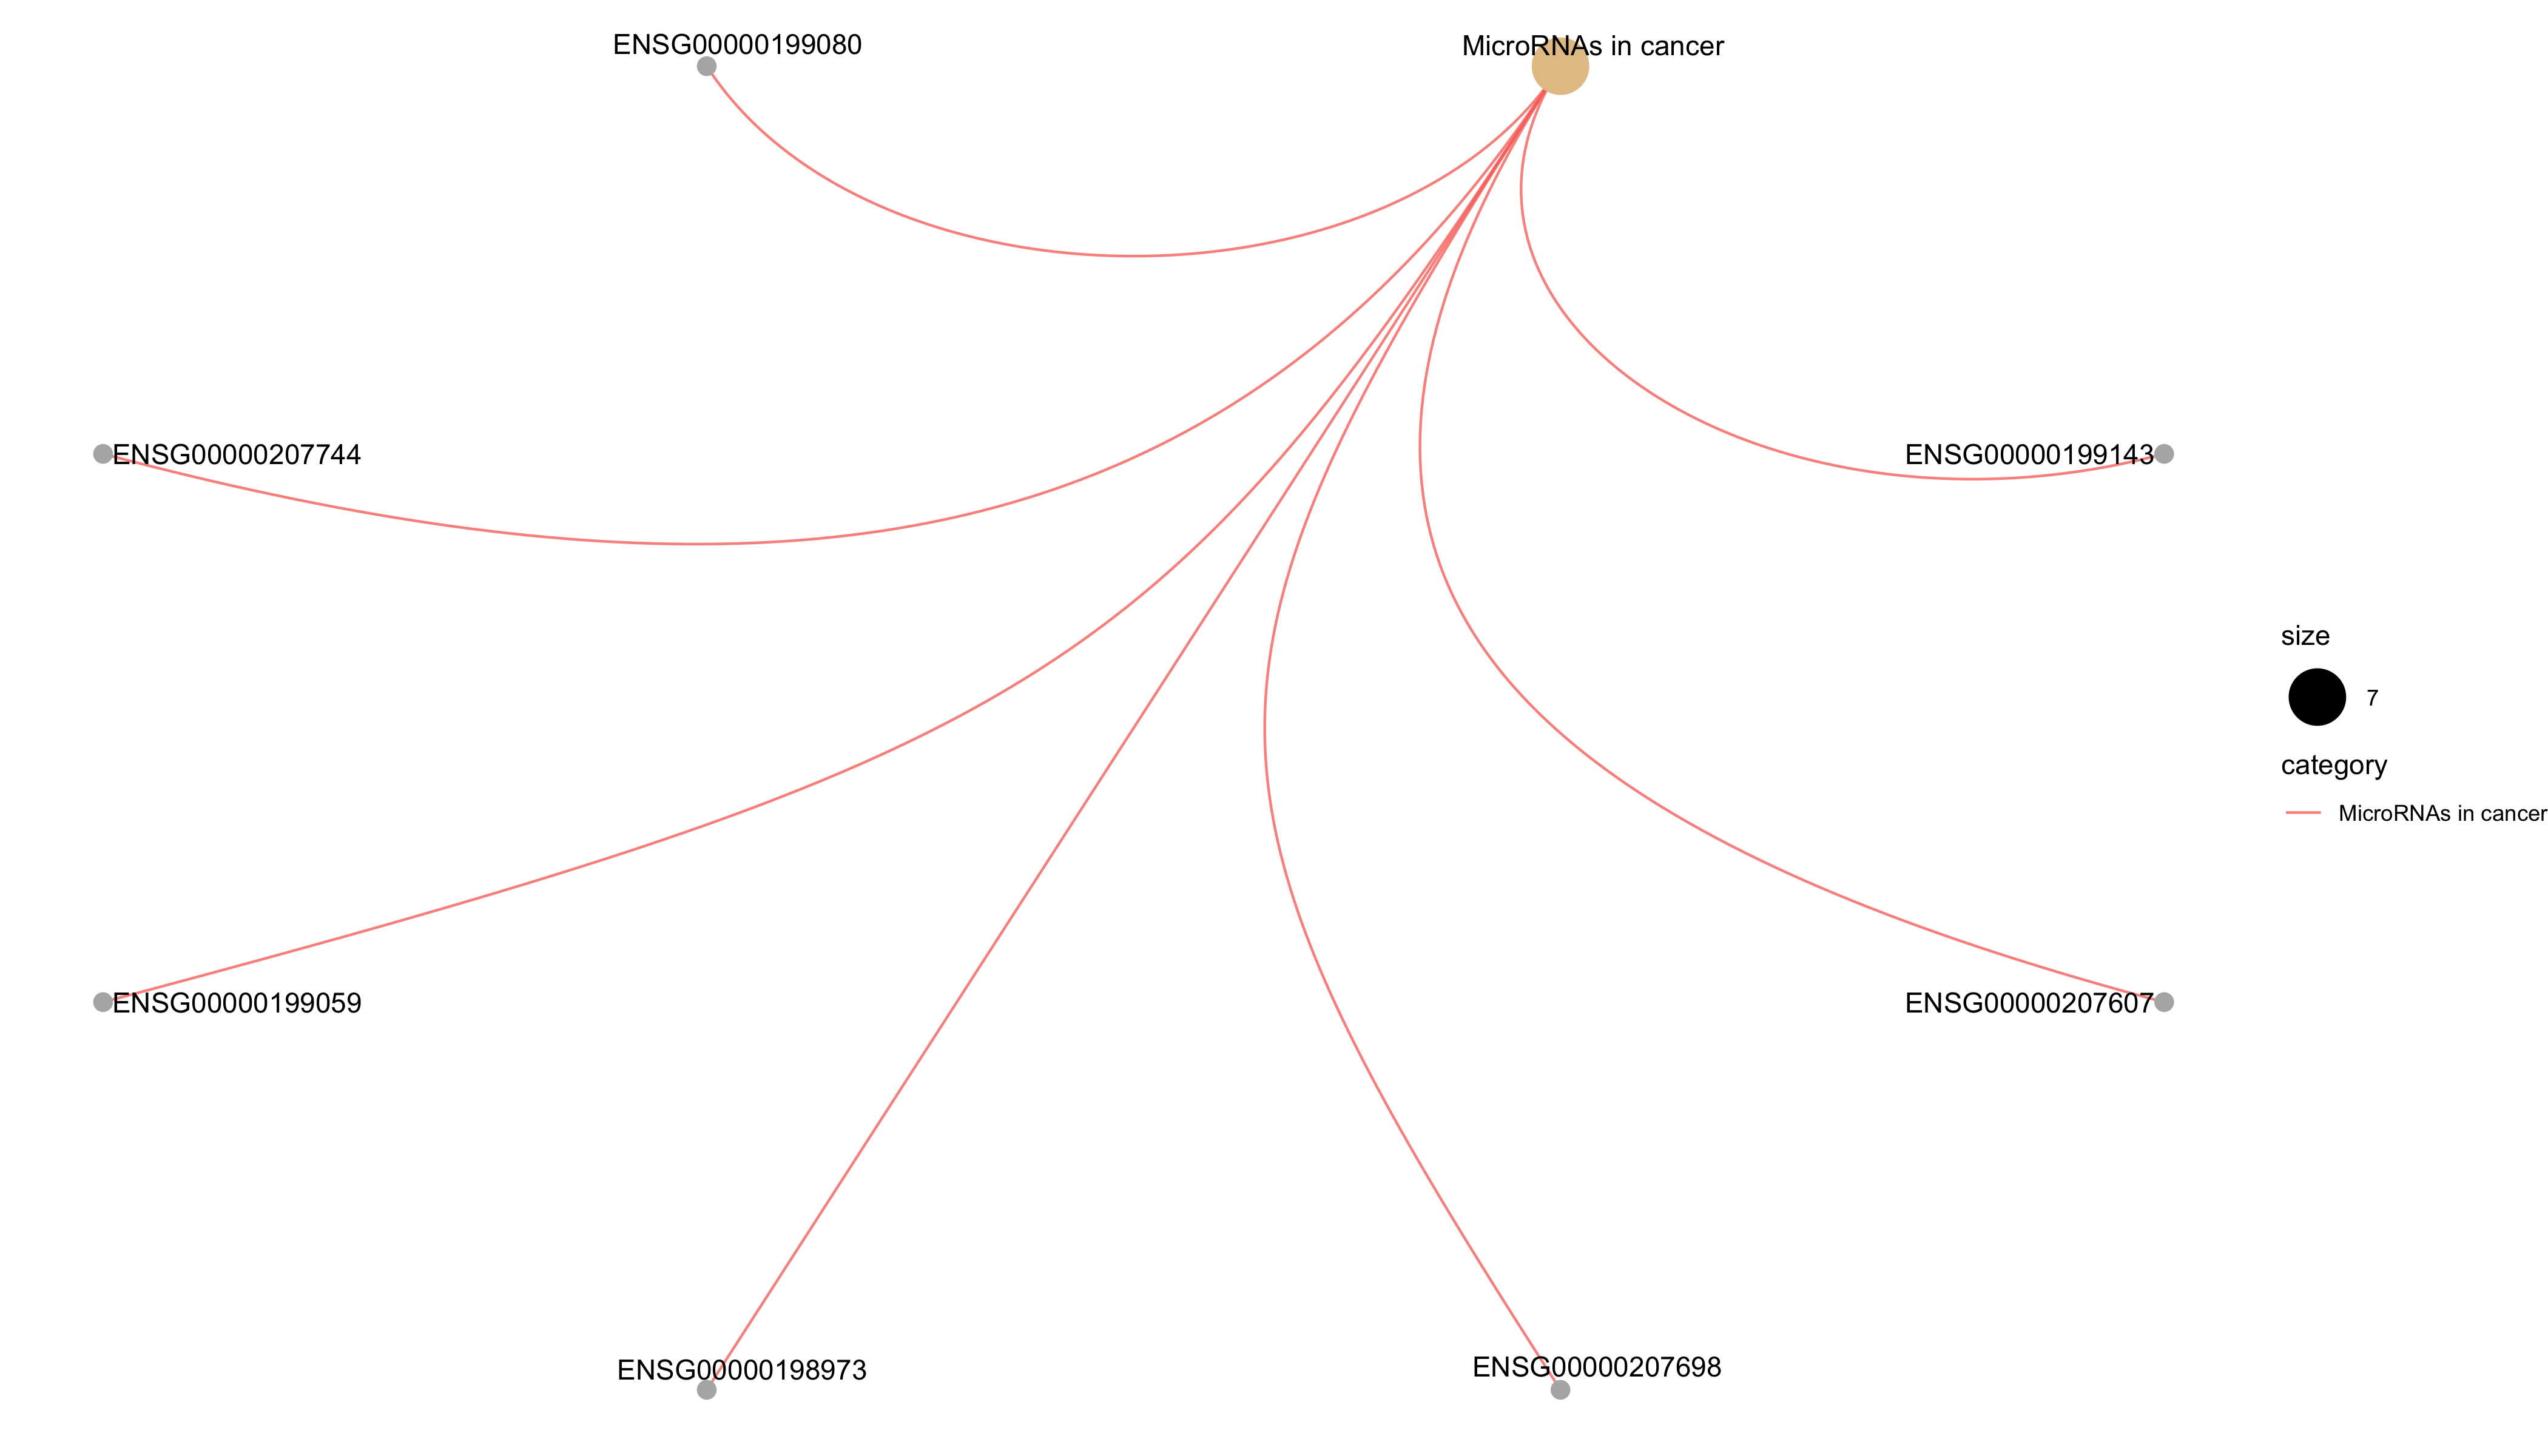 ENSG00000199080
MicroRNAs in cancer
ENSG00000207744
ENSG00000199143
size
7
category
MicroRNAs in cancer
ENSG00000199059
ENSG00000207607
ENSG00000198973
ENSG00000207698